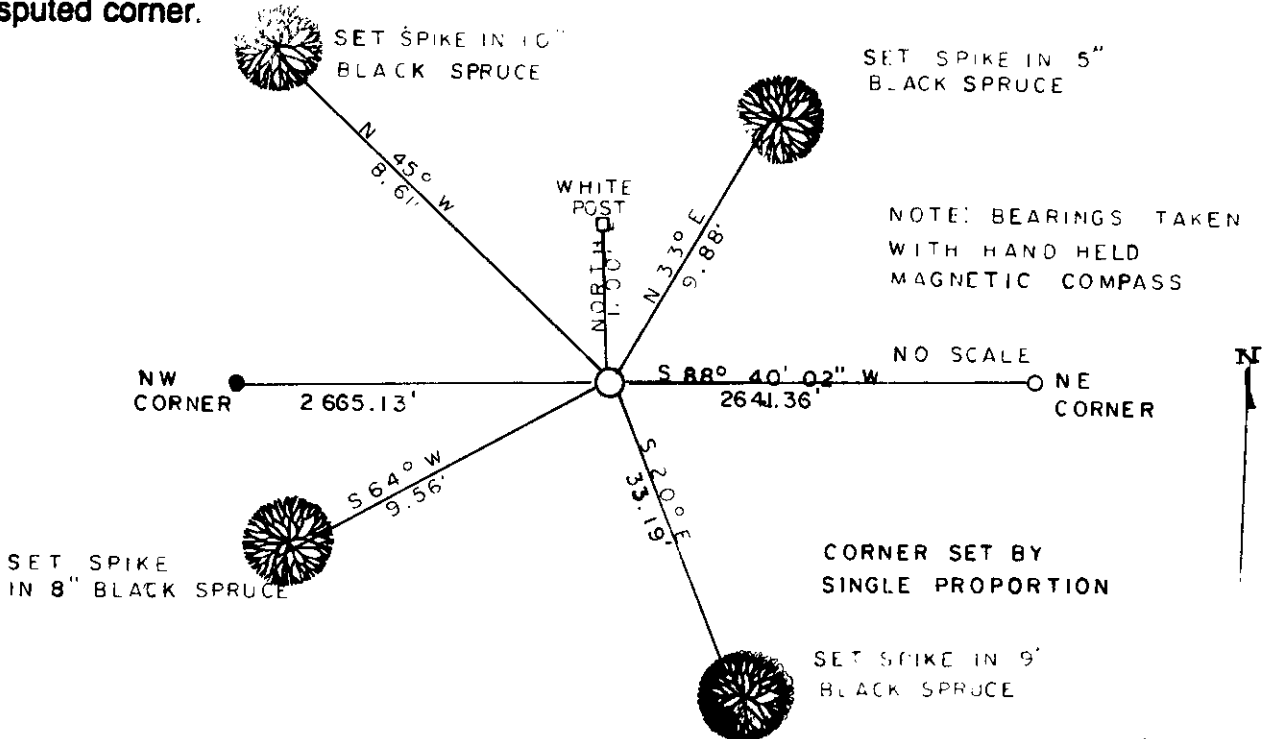 sputed corner.
SET SPIKE IN 10"
BLACK SPRUCE
SET SPIKE IN 5"
BLACK SPRUCE
N 45° W
8.61'
WHITE
POST
NORTH
1.00'
N 33° E
9.88'
NOTE: BEARINGS TAKEN
WITH HAND HELD
MAGNETIC COMPASS
NO SCALE
N
NW
CORNER
2665.13'
S 88° 40' 02" W
2641.36'
NE
CORNER
S 64° W
9.56'
S 20° E
33.19'
SET SPIKE
IN 8" BLACK SPRUCE
CORNER SET BY
SINGLE PROPORTION
SET SPIKE IN 9'
BLACK SPRUCE